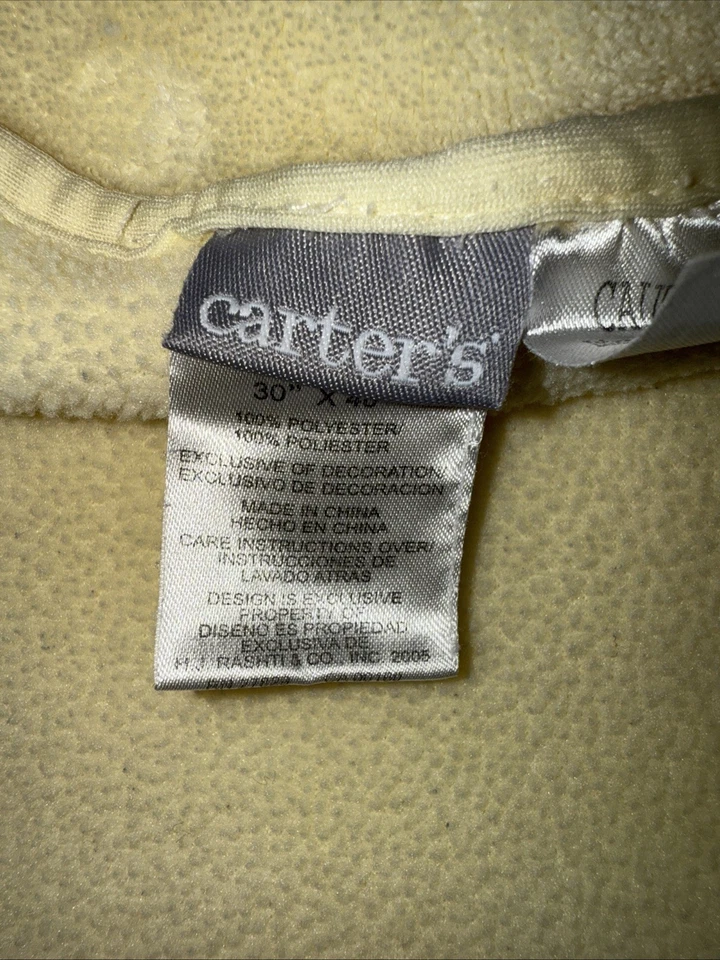 carter's
CAU
30" X 40
100% POLYESTER/
100% POLIESTER
EXCLUSIVE OF DECORATION
EXCLUSIVO DE DECORACION
MADE IN CHINA
HECHO EN CHINA
CARE INSTRUCTIONS OVER/
INSTRUCCIONES DE
LAVADO ATRAS
DESIGN IS EXCLUSIVE
PROPERTY OF
DISENO ES PROPIEDAD
EXCLUSIVA DE
H.J. RASHTI & CO., INC. 2005